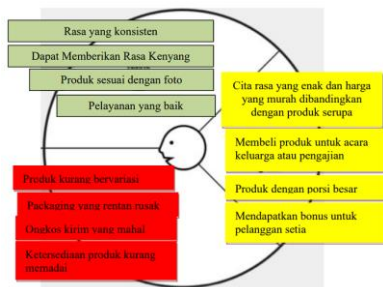 Rasa yang konsisten
Dapat Memberikan Rasa Kenyang
Produk sesuai dengan foto
Pelayanan yang baik
Cita rasa yang enak dan harga
yang murah dibandingkan
dengan produk serupa
Membeli produk untuk acara
keluarga atau pengajian
Produk dengan porsi besar
Mendapatkan bonus untuk
pelanggan setia
Produk kurang bervariasi
Packaging yang rentan rusak
Ongkos kirim yang mahal
Ketersediaan produk kurang
memadai